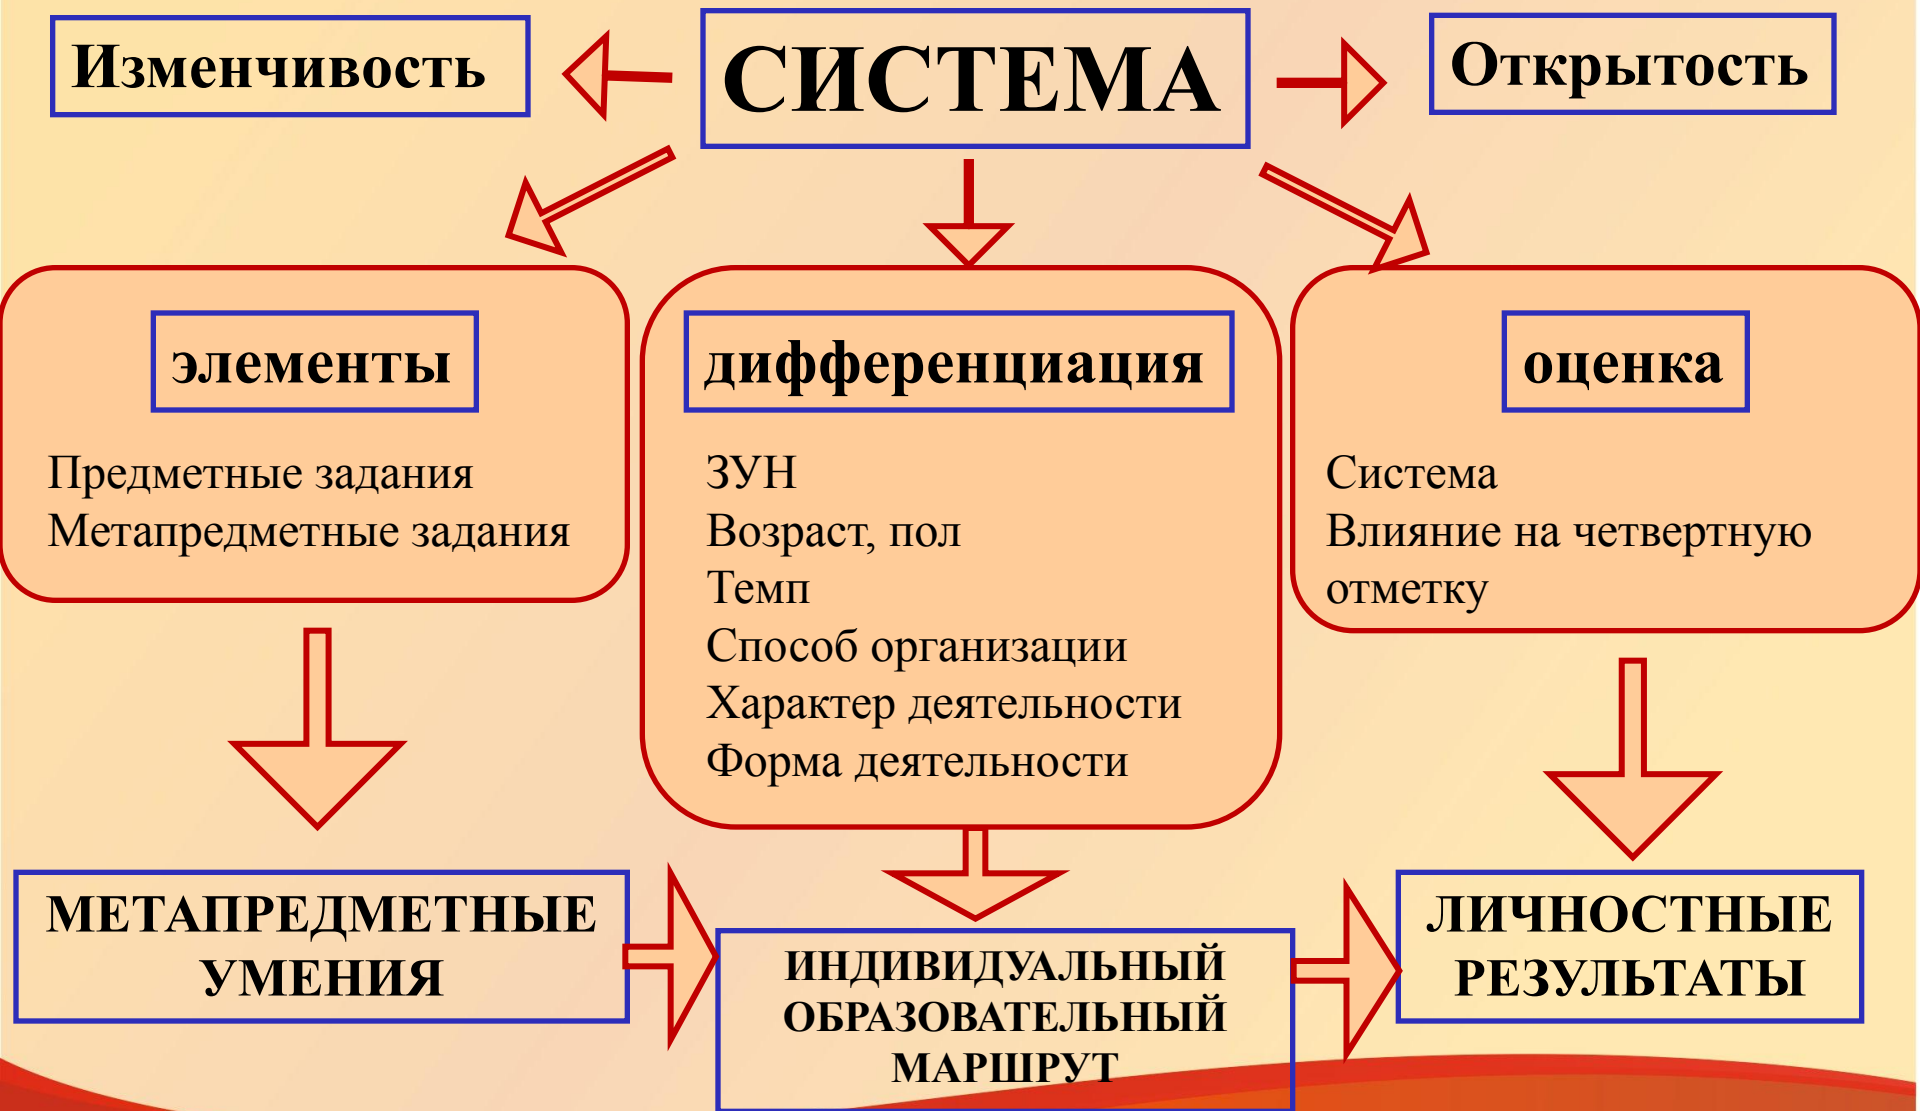 Изменчивость
СИСТЕМА
Открытость
элементы
Предметные задания
Метапредметные задания
дифференциация
ЗУН
Возраст, пол
Темп
Способ организации
Характер деятельности
Форма деятельности
оценка
Система
Влияние на четвертную
отметку
МЕТАПРЕДМЕТНЫЕ
УМЕНИЯ
ИНДИВИДУАЛЬНЫЙ
ОБРАЗОВАТЕЛЬНЫЙ
МАРШРУТ
ЛИЧНОСТНЫЕ
РЕЗУЛЬТАТЫ